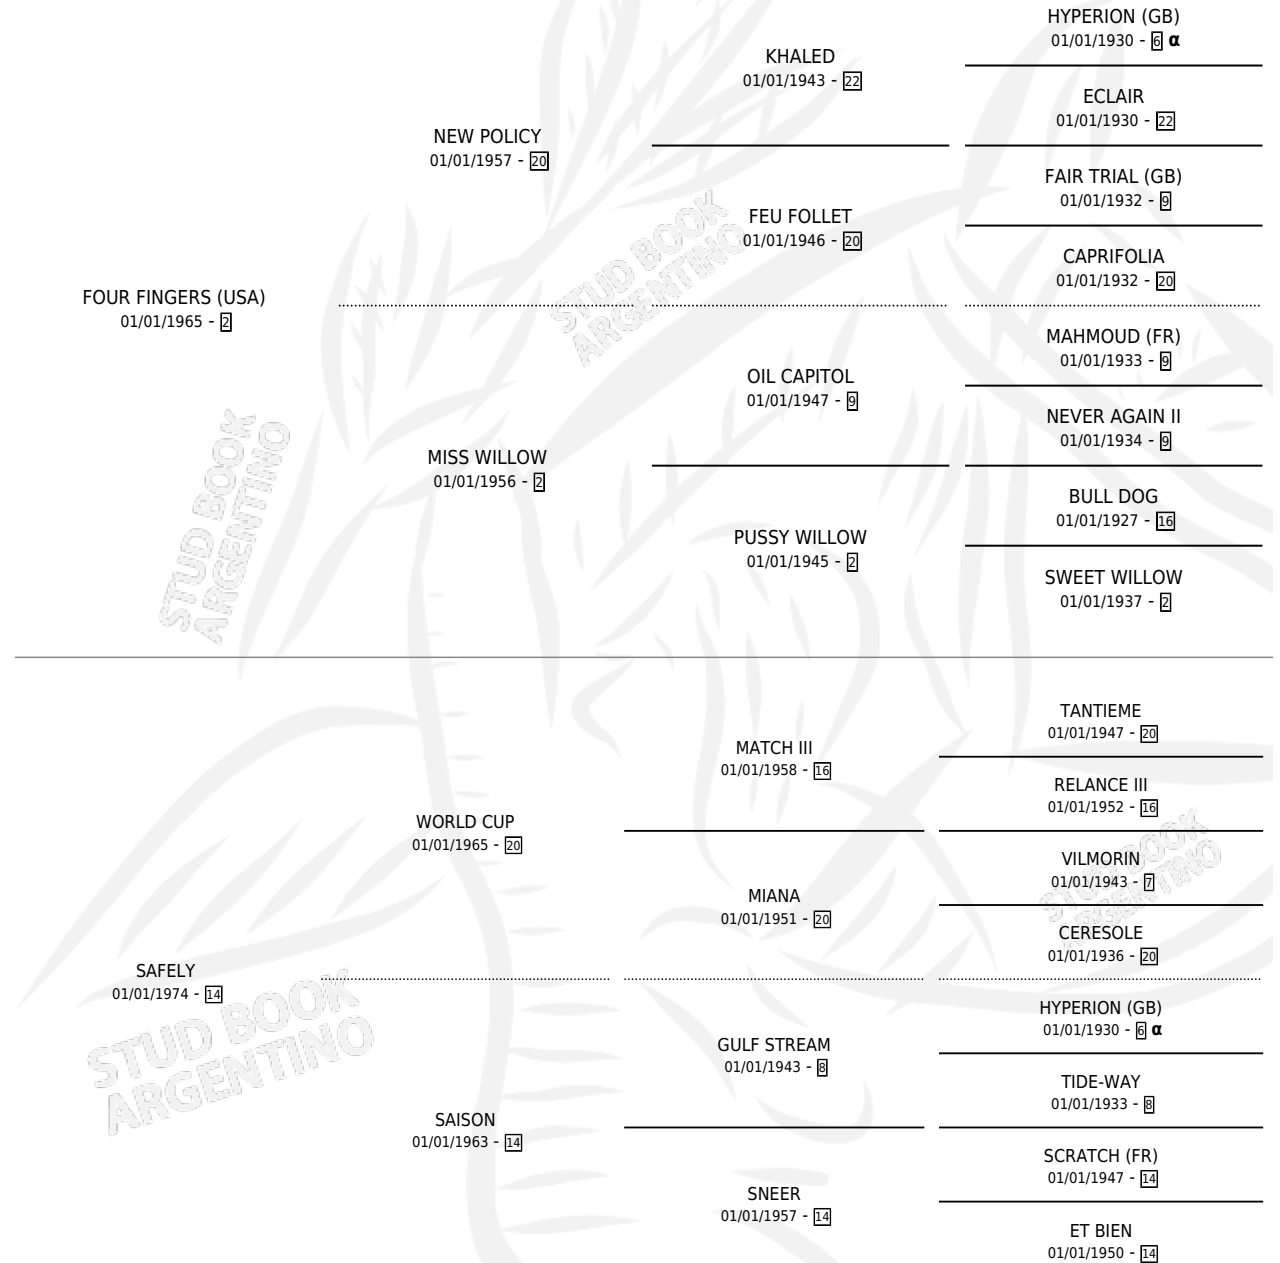 HYPERION (GB)
01/01/1930 - 6 α
KHALED
01/01/1943 - 22
ECLAIR
01/01/1930 - 22
NEW POLICY
01/01/1957 - 20
FAIR TRIAL (GB)
01/01/1932 - 9
FEU FOLLET
01/01/1946 - 20
CAPRIFOLIA
01/01/1932 - 20
FOUR FINGERS (USA)
01/01/1965 - 2
MAHMOUD (FR)
01/01/1933 - 9
OIL CAPITOL
01/01/1947 - 9
NEVER AGAIN II
01/01/1934 - 9
MISS WILLOW
01/01/1956 - 2
BULL DOG
01/01/1927 - 16
PUSSY WILLOW
01/01/1945 - 2
SWEET WILLOW
01/01/1937 - 2
STUD BOOK
ARGENTINO
STUD BOOK
ARGENTINO
TANTIEME
01/01/1947 - 20
MATCH III
01/01/1958 - 16
RELANCE III
01/01/1952 - 16
WORLD CUP
01/01/1965 - 20
VILMORIN
01/01/1943 - 7
MIANA
01/01/1951 - 20
CERESOLE
01/01/1936 - 20
SAFELY
01/01/1974 - 14
HYPERION (GB)
01/01/1930 - 6 α
GULF STREAM
01/01/1943 - 8
TIDE-WAY
01/01/1933 - 8
SAISON
01/01/1963 - 14
SCRATCH (FR)
01/01/1947 - 14
SNEER
01/01/1957 - 14
ET BIEN
01/01/1950 - 14
STUD BOOK
ARGENTINO
STUD BOOK
ARGENTINO